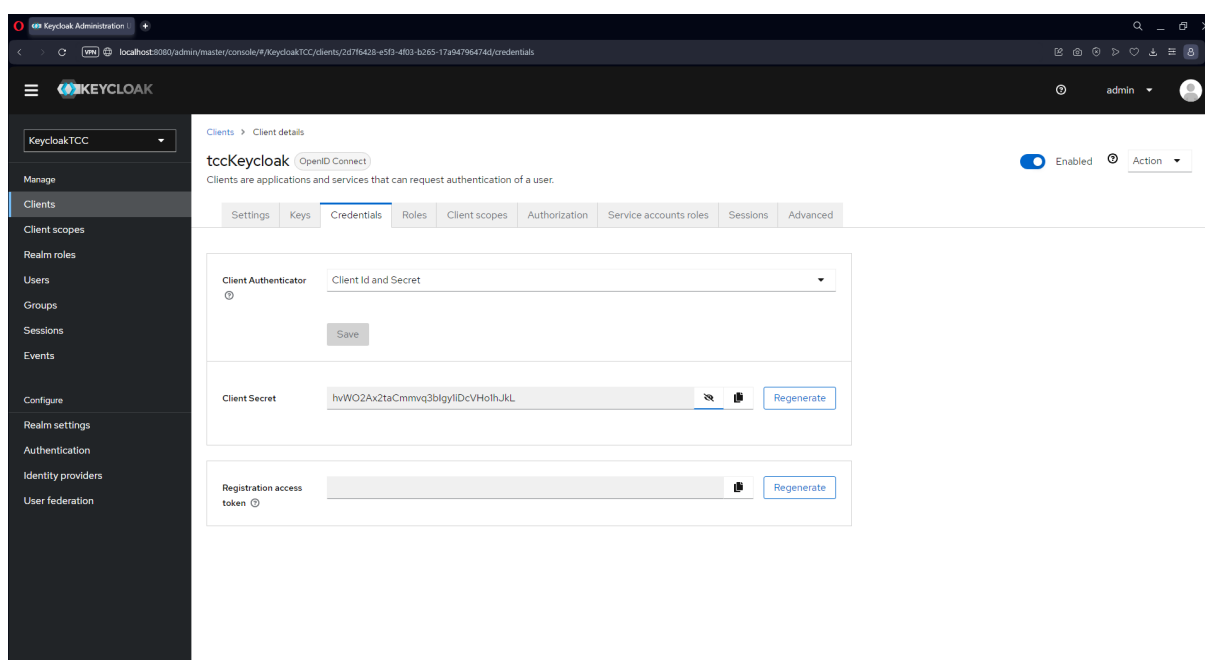 Keycloak Administration U
VPN localhost:8080/admin/master/console/#/KeycloakTCC/clients/2d7f6428-e5f3-4f03-b265-17a94796474d/credentials
KEYCLOAK
admin
KeycloakTCC
Manage
Clients
Client scopes
Realm roles
Users
Groups
Sessions
Events
Configure
Realm settings
Authentication
Identity providers
User federation
Clients > Client details
tccKeycloak OpenID Connect
Enabled
Action
Clients are applications and services that can request authentication of a user.
Settings Keys Credentials Roles Client scopes Authorization Service accounts roles Sessions Advanced
Client Authenticator
Client Id and Secret
Save
Client Secret
Regenerate
Registration access
token
Regenerate